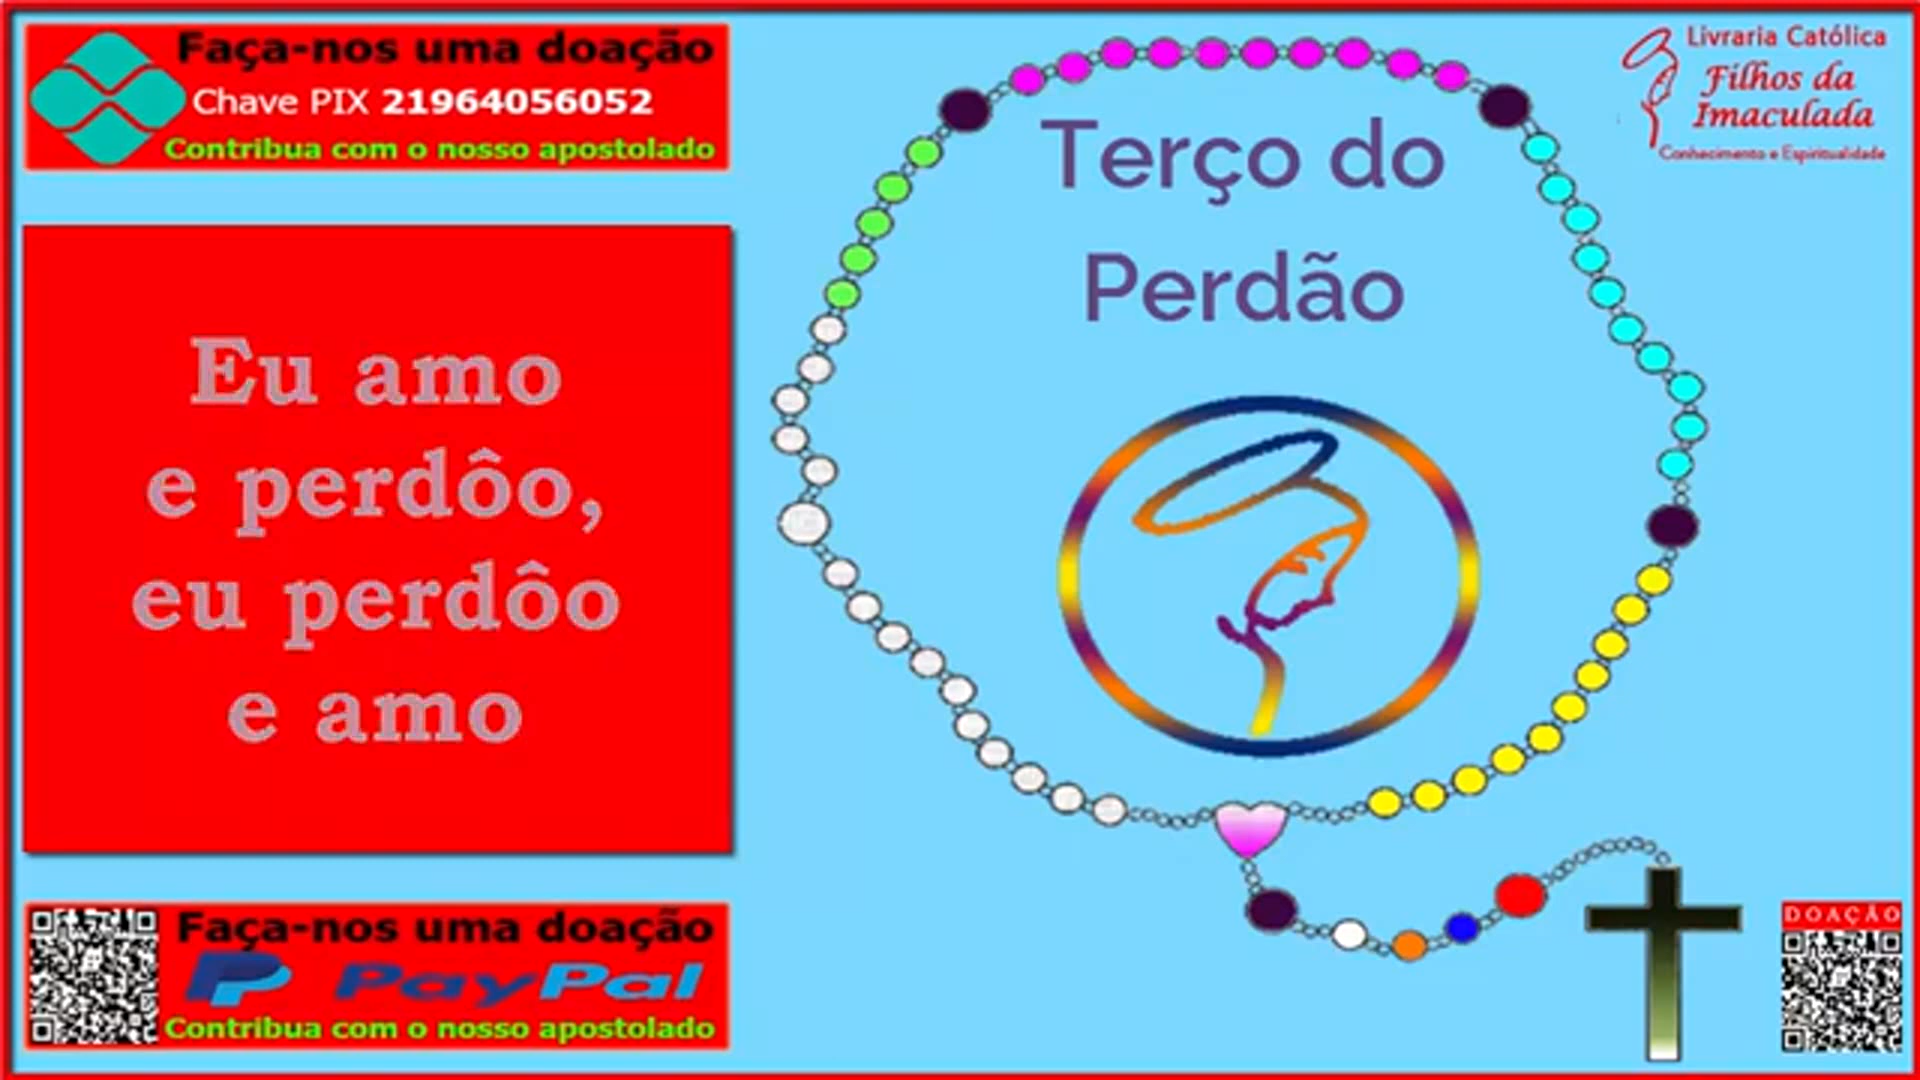 Faça-nos uma doação
Chave PIX 21964056052
Contribua com o nosso apostolado
Eu amo
e perdôo,
eu perdôo
e amo
Faça-nos uma doação
PayPal
Contribua com o nosso apostolado
Terço do
Perdão
Livraria Católica
Filhos da
Imaculada
Conhecimento e Espiritualidade
DOAÇÃO